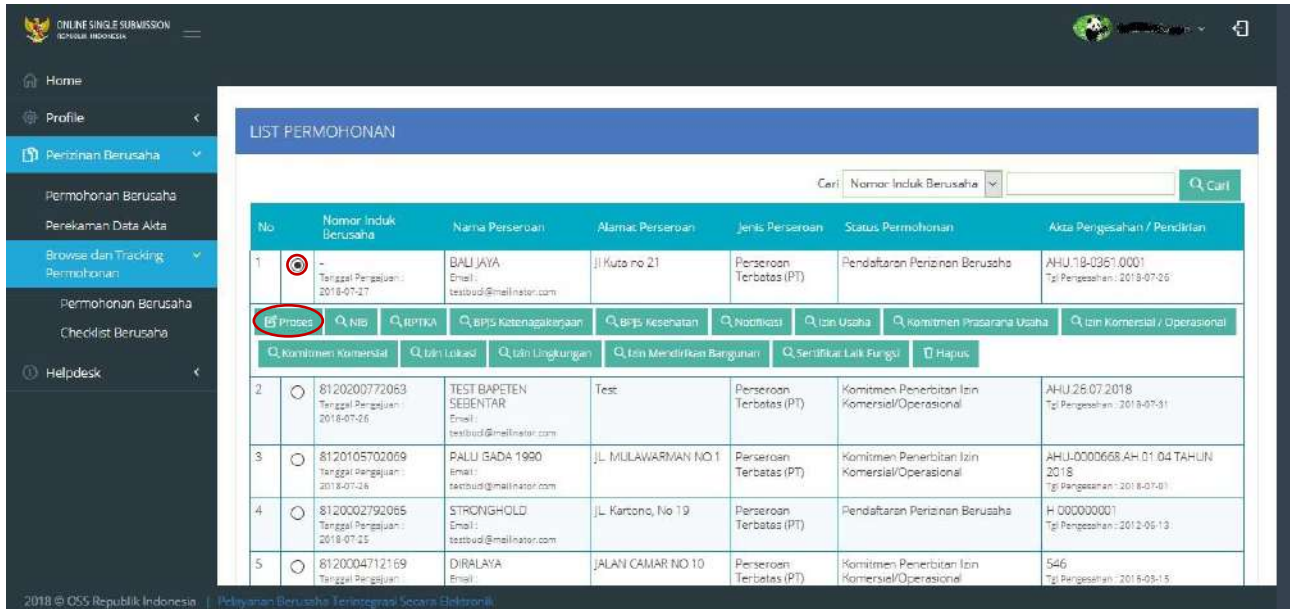 ONLINE SINGLE SUBMISSION
REPUBLIK INDONESIA
Home
Profile
Perizinan Berusaha
Permohonan Berusaha
Perekaman Data Akta
Browse dan Tracking
Permohonan
Permohonan Berusaha
Checklist Berusaha
Helpdesk
LIST PERMOHONAN
Cari Nomor Induk Berusaha Cari
No Nomor Induk Berusaha Nama Perseroan Alamat Perseroan Jenis Perseroan Status Permohonan Akta Pengesahan / Pendirian
1 - BALI JAYA Jl Kuta no 21 Perseroan Pendaftaran Perizinan Berusaha AHU.18-0361.0001
Tanggal Pengajuan : Email : Terbatas (PT) Tgl Pengesahan : 2018-07-26
2018-07-27 testbudi@mailinator.com
Proses NIB RPTKA BPJS Ketenagakerjaan BPJS Kesehatan Notifikasi Izin Usaha Komitmen Prasarana Usaha Izin Komersial / Operasional
Komitmen Komersial Izin Lokasi Izin Lingkungan Izin Mendirikan Bangunan Sertifikat Laik Fungsi Hapus
2 8120200772063 TEST BAPETEN Test Perseroan Komitmen Penerbitan Izin AHU.26.07.2018
Tanggal Pengajuan : SEBENTAR Terbatas (PT) Komersial/Operasional Tgl Pengesahan : 2018-07-31
2018-07-26 Email :
testbudi@mailinator.com
3 8120105702069 PALU GADA 1990 JL. MULAWARMAN NO 1 Perseroan Komitmen Penerbitan Izin AHU-0000668.AH.01.04 TAHUN
Tanggal Pengajuan : Email : Terbatas (PT) Komersial/Operasional 2018
2018-07-26 testbudi@mailinator.com Tgl Pengesahan : 2018-07-01
4 8120002792065 STRONGHOLD JL. Kartono, No 19 Perseroan Pendaftaran Perizinan Berusaha H 000000001
Tanggal Pengajuan : Email : Terbatas (PT) Tgl Pengesahan : 2012-06-13
2018-07-25 testbudi@mailinator.com
5 8120004712169 DIRALAYA JALAN CAMAR NO 10 Perseroan Komitmen Penerbitan Izin 546
Tanggal Pengajuan : Email : Terbatas (PT) Komersial/Operasional Tgl Pengesahan : 2016-03-15
2018 © OSS Republik Indonesia | Pelayanan Berusaha Terintegrasi Secara Elektronik